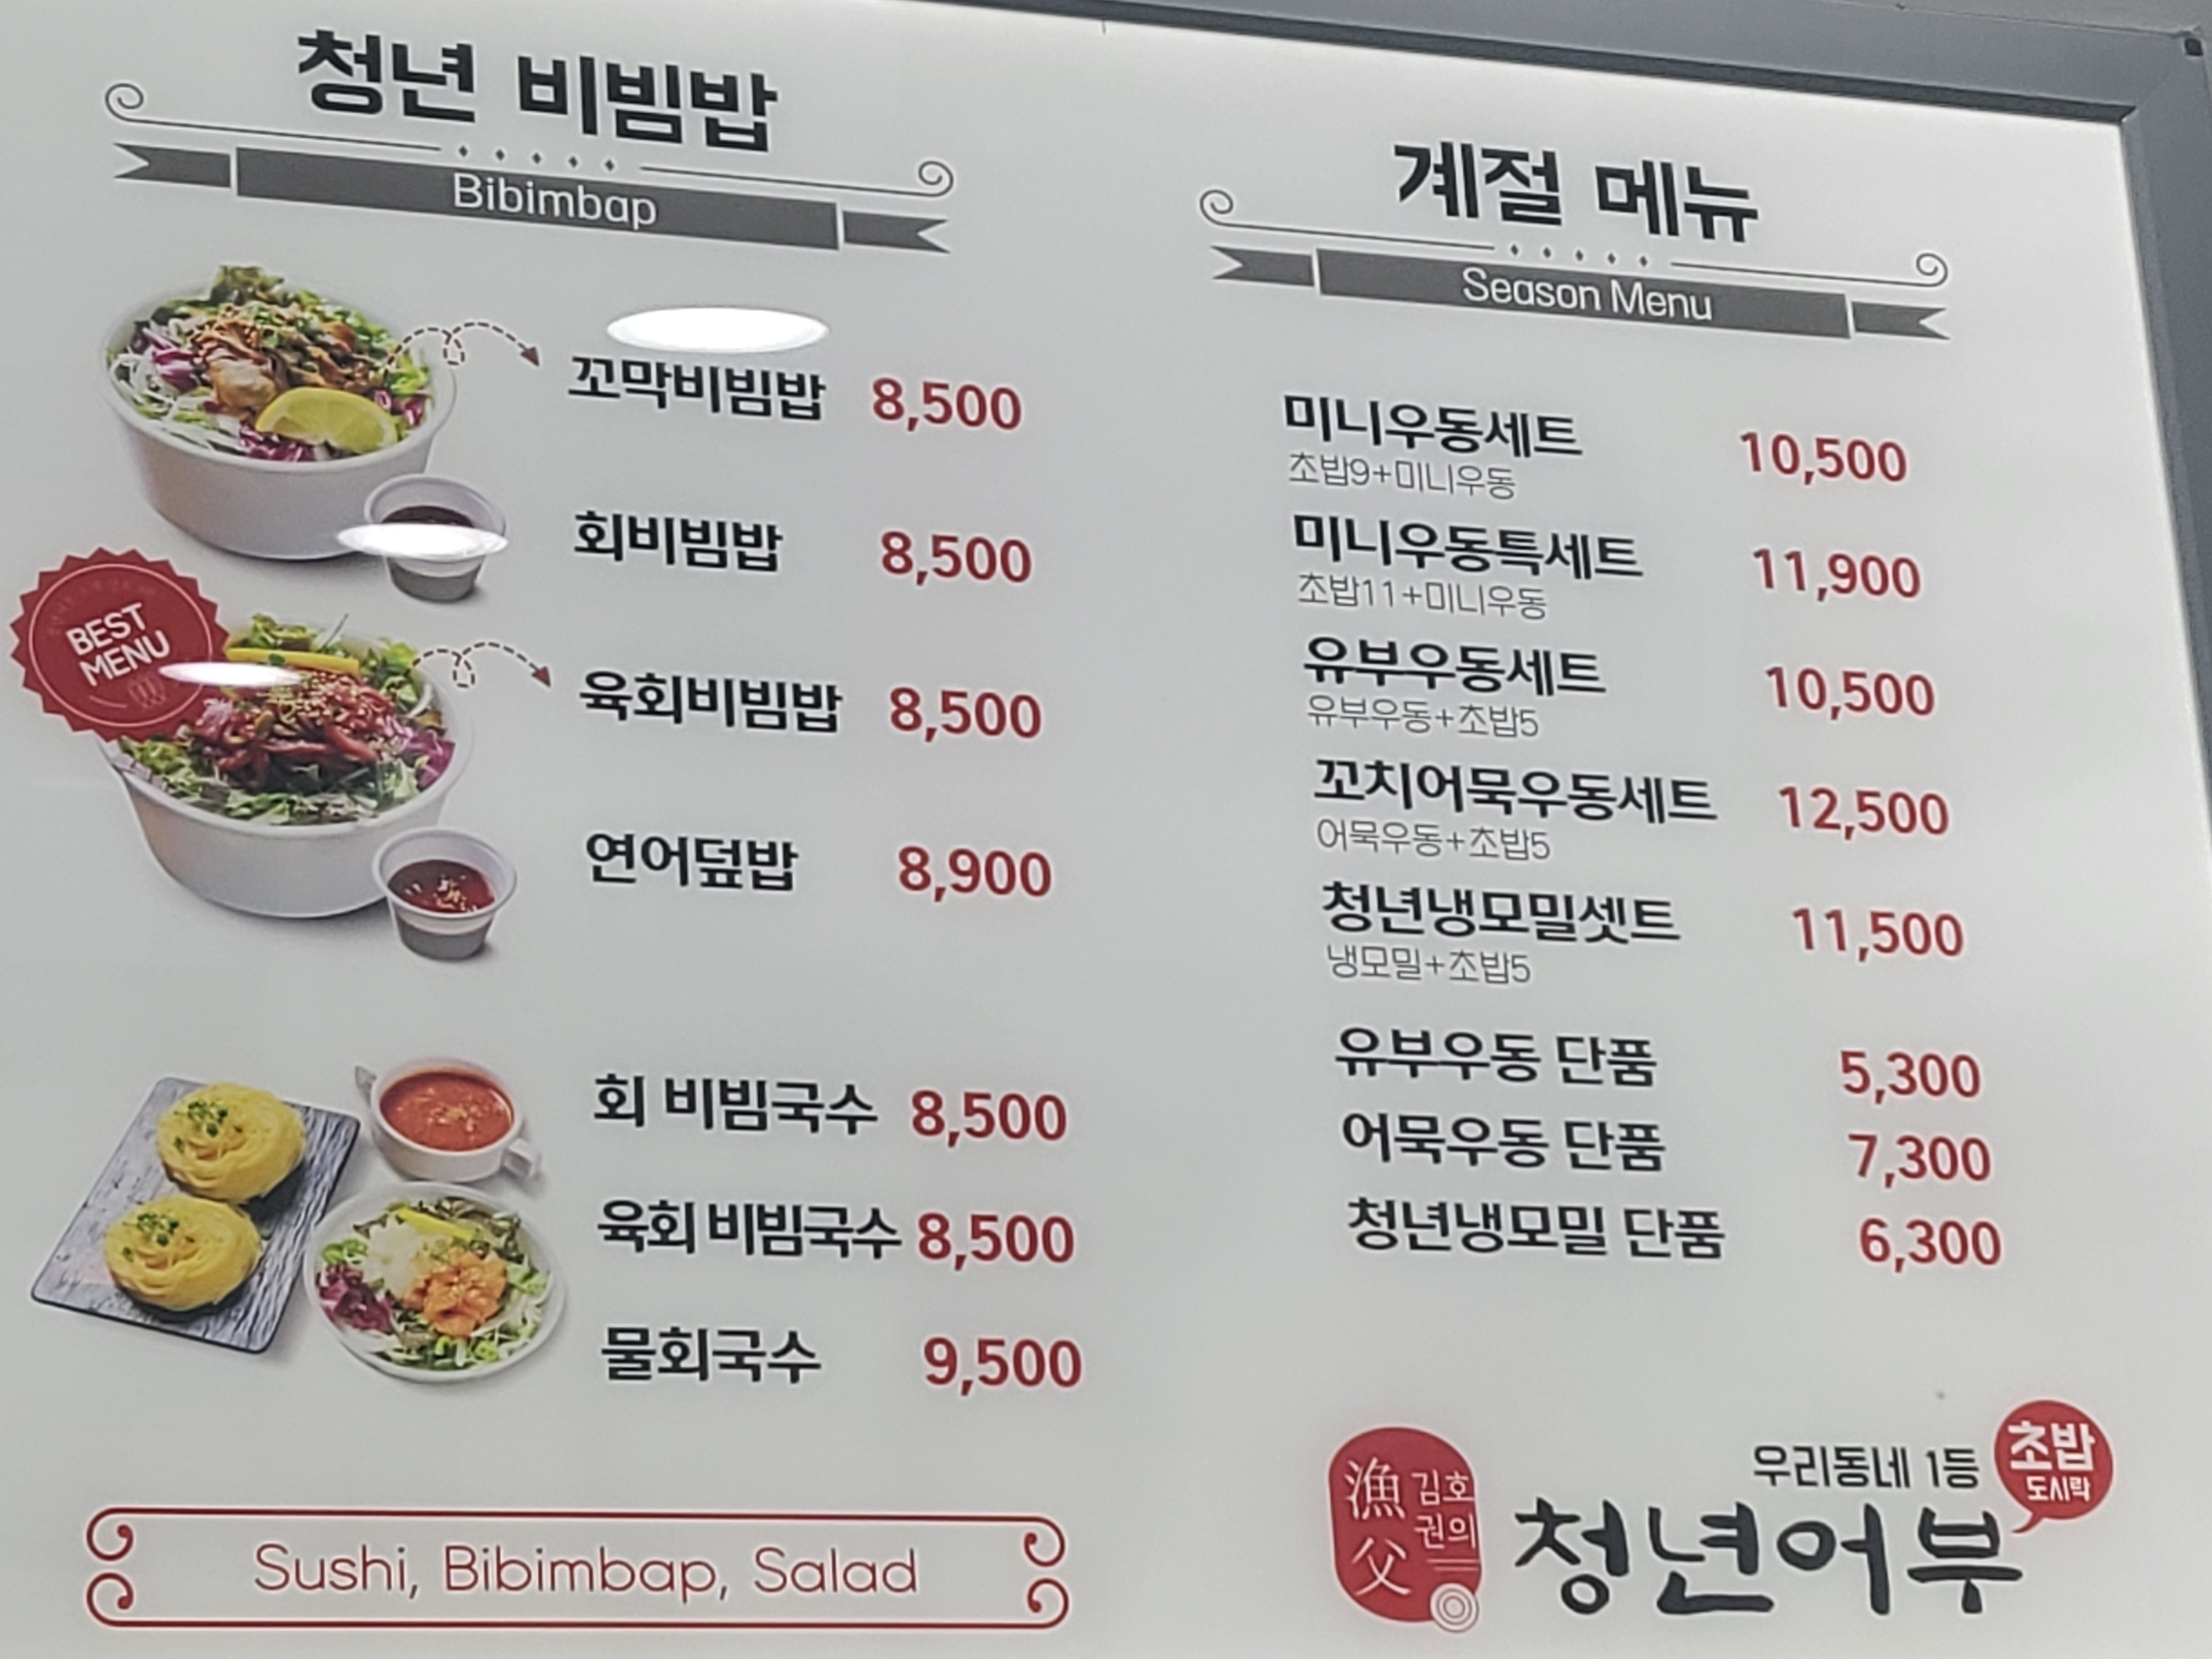 청년 비빔밥
Bibimbap
꼬막비빔밥 8,500
회비빔밥 8,500
BEST
MENU
육회비빔밥 8,500
연어덮밥 8,900
회 비빔국수 8,500
육회 비빔국수 8,500
물회국수 9,500
Sushi, Bibimbap, Salad
계절 메뉴
Season Menu
미니우동세트 10,500
초밥9+미니우동
미니우동특세트 11,900
초밥11+미니우동
유부우동세트 10,500
유부우동+초밥5
꼬치어묵우동세트 12,500
어묵우동+초밥5
청년냉모밀셋트 11,500
냉모밀+초밥5
유부우동 단품 5,300
어묵우동 단품 7,300
청년냉모밀 단품 6,300
漁父
김호
권의
우리동네 1등
초밥
도시락
청년어부